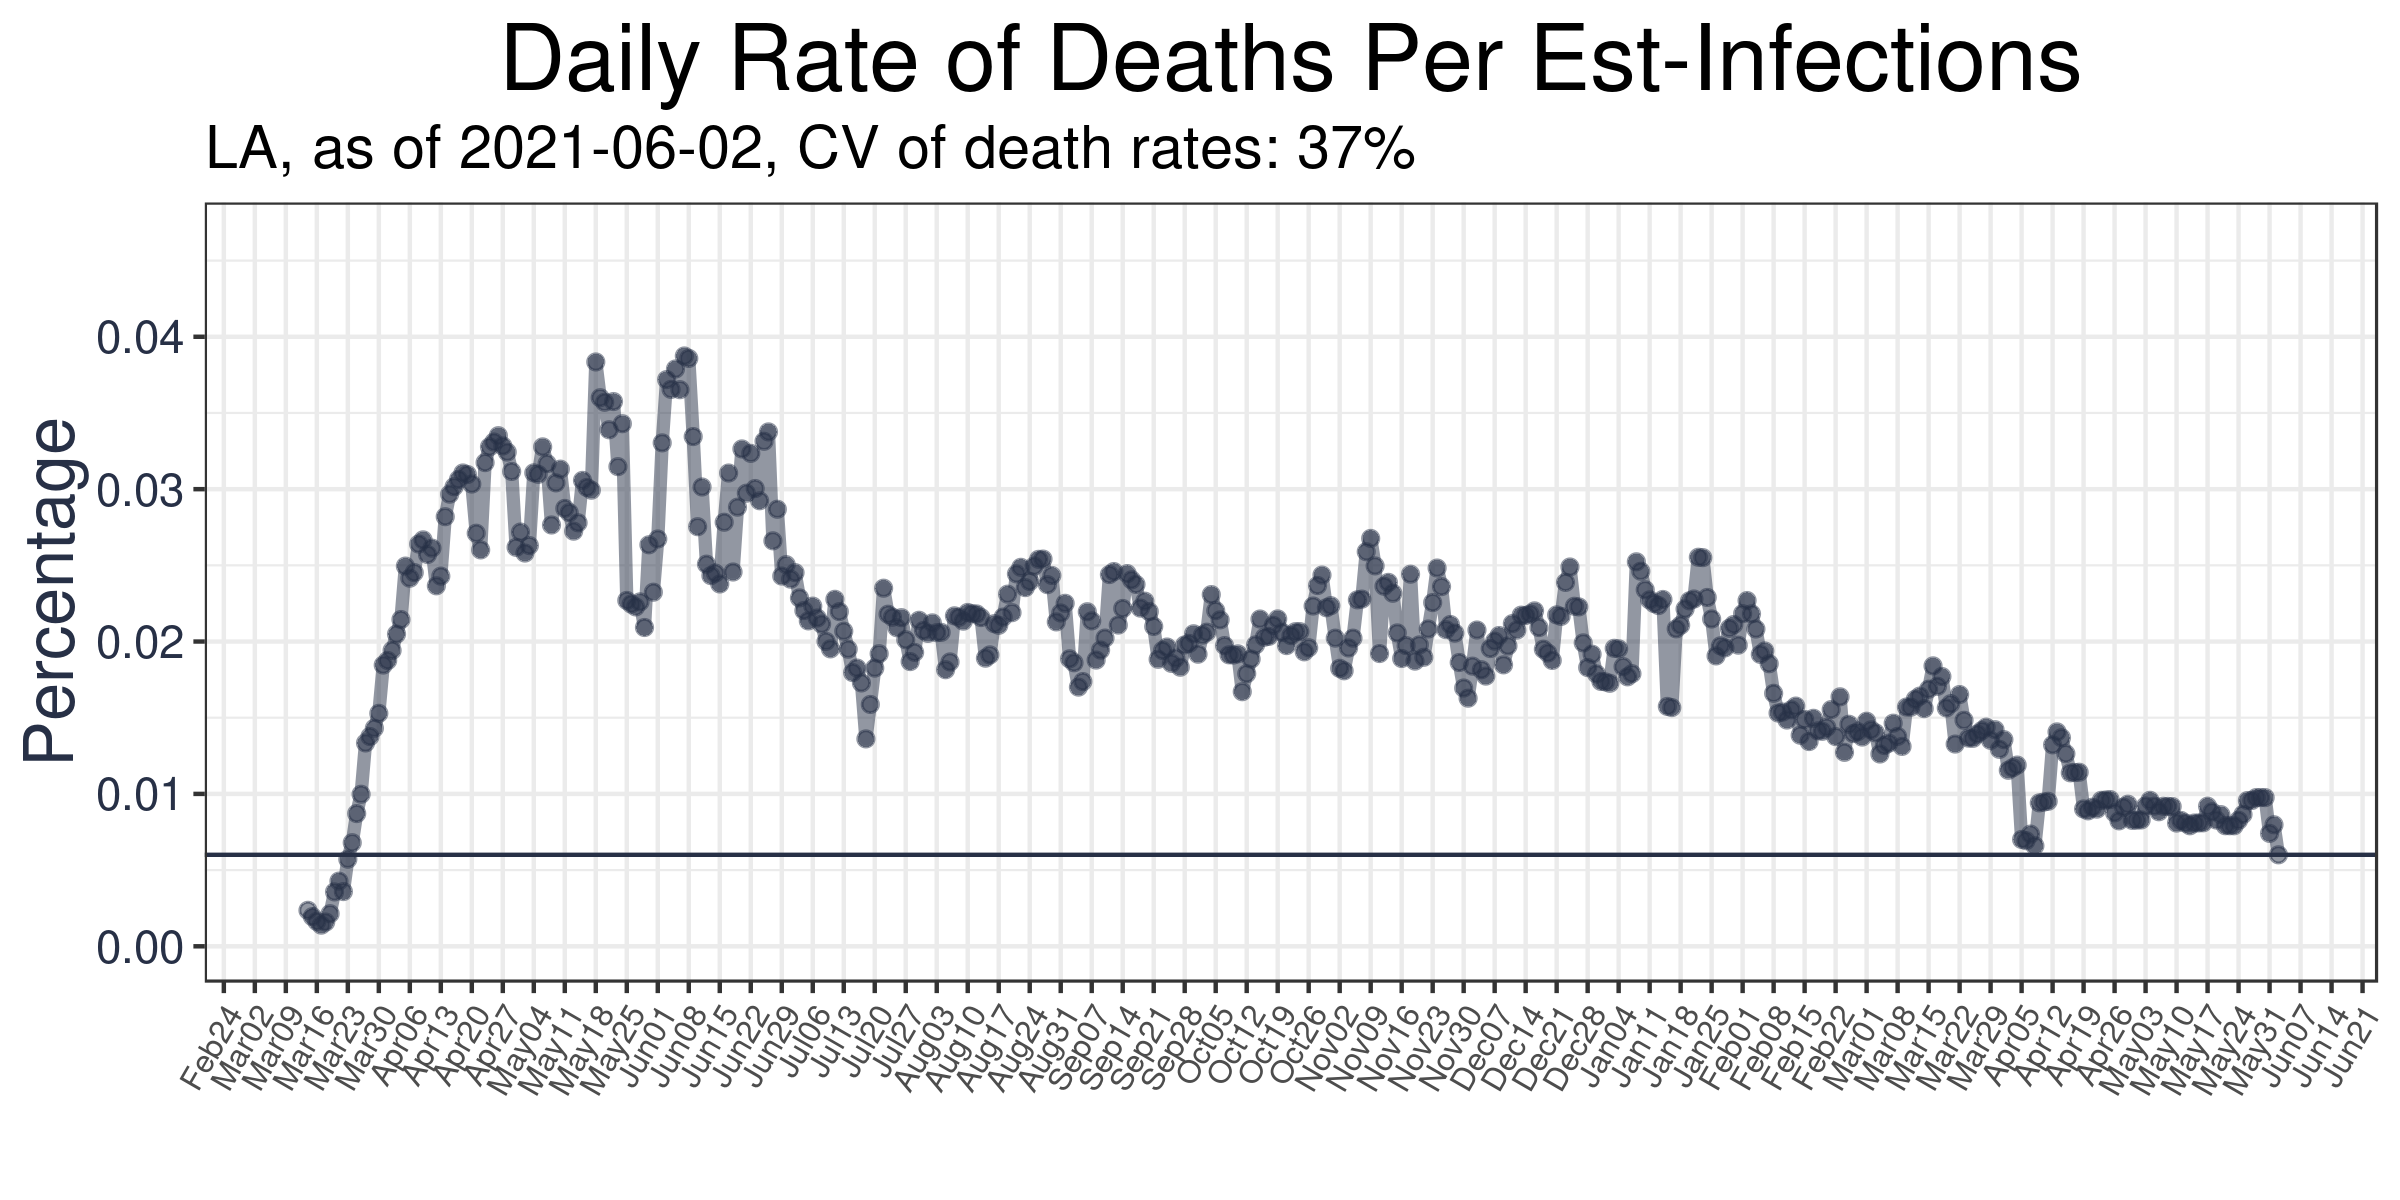 Daily Rate of Deaths Per Est-Infections
LA, as of 2021-06-02, CV of death rates: 37%
Percentage
0.04
0.03
0.02
0.01
0.00
Feb24
Mar02
Mar09
Mar16
Mar23
Mar30
Apr06
Apr13
Apr20
Apr27
May04
May11
May18
May25
Jun01
Jun08
Jun15
Jun22
Jun29
Jul06
Jul13
Jul20
Jul27
Aug03
Aug10
Aug17
Aug24
Aug31
Sep07
Sep14
Sep21
Sep28
Oct05
Oct12
Oct19
Oct26
Nov02
Nov09
Nov16
Nov23
Nov30
Dec07
Dec14
Dec21
Dec28
Jan04
Jan11
Jan18
Jan25
Feb01
Feb08
Feb15
Feb22
Mar01
Mar08
Mar15
Mar22
Mar29
Apr05
Apr12
Apr19
Apr26
May03
May10
May17
May24
May31
Jun07
Jun14
Jun21